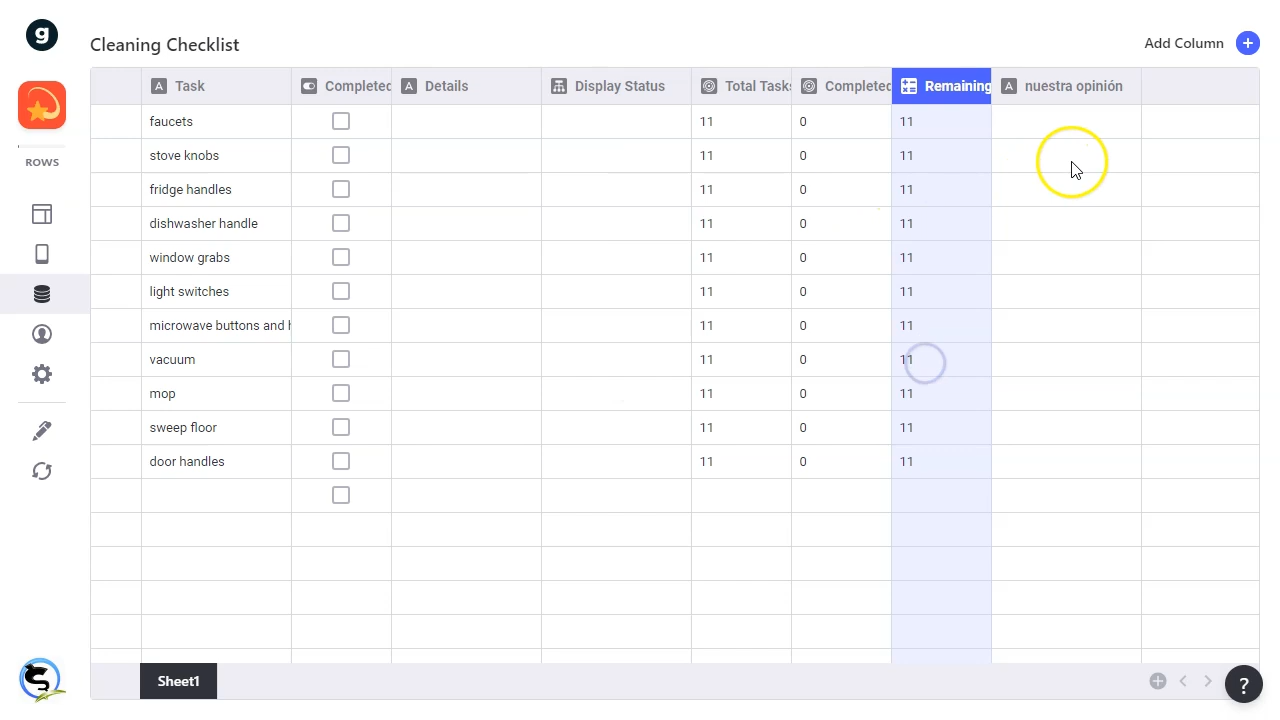 g
Cleaning Checklist
Add Column
ROWS
Task Completed Details Display Status Total Tasks Completed Remaining nuestra opinión
faucets 11 0 11
stove knobs 11 0 11
fridge handles 11 0 11
dishwasher handle 11 0 11
window grabs 11 0 11
light switches 11 0 11
microwave buttons and h 11 0 11
vacuum 11 0 11
mop 11 0 11
sweep floor 11 0 11
door handles 11 0 11
Sheet1
?